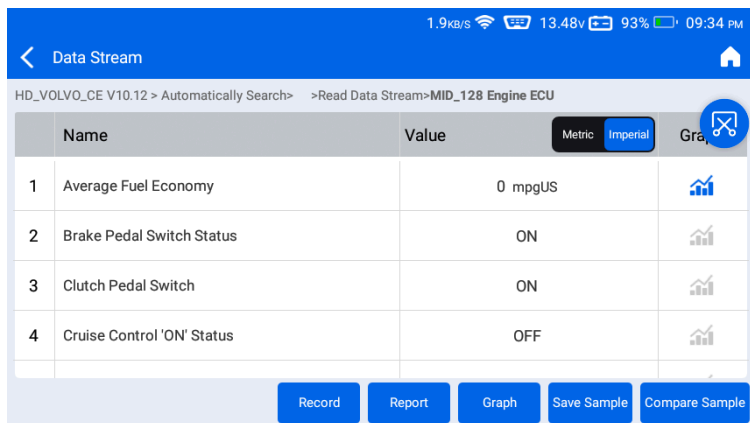 1.9KB/S 13.48V 93% 09:34 PM
Data Stream
HD_VOLVO_CE V10.12 > Automatically Search> >Read Data Stream>MID_128 Engine ECU
Name Value Metric Imperial
1 Average Fuel Economy 0 mpgUS
2 Brake Pedal Switch Status ON
3 Clutch Pedal Switch ON
4 Cruise Control 'ON' Status OFF
Record Report Graph Save Sample Compare Sample